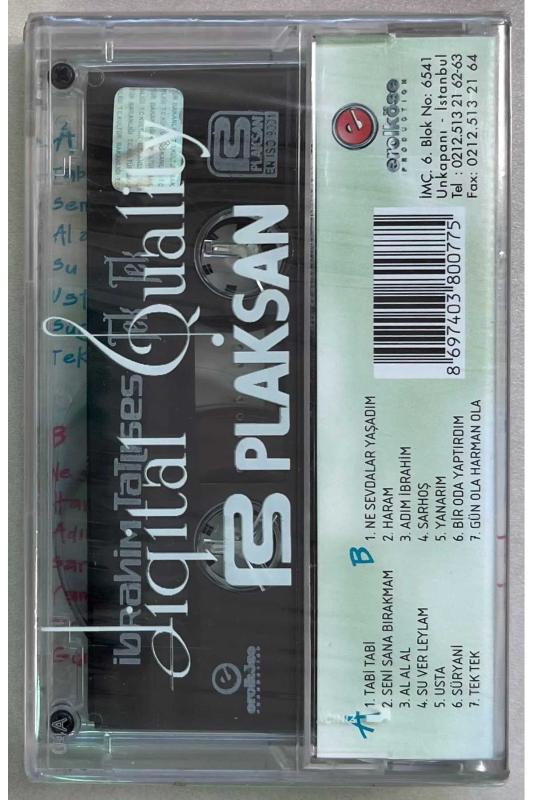 erolköse
PRODUCTION
İMÇ. 6. Blok No: 6541
Unkapanı - İstanbul
Tel : 0212.513 21 62-63
Fax: 0212.513 21 64
8 697403 800775
A
1. TABİ TABİ
2. SENİ SANA BIRAKMAM
3. AL AL AL
4. SU VER LEYLAM
5. USTA
6. SÜRYANİ
7. TEK TEK
B
1. NE SEVDALAR YAŞADIM
2. HARAM
3. ADIM İBRAHİM
4. SARHOŞ
5. YANARIM
6. BİR ODA YAPTIRDIM
7. GÜN OLA HARMAN OLA
PLAKSAN
EN ISO 9001
Digital Quality
PLAKSAN
İbrahim Tatlıses
Tek Tek
erolköse
PRODUCTION
A
B